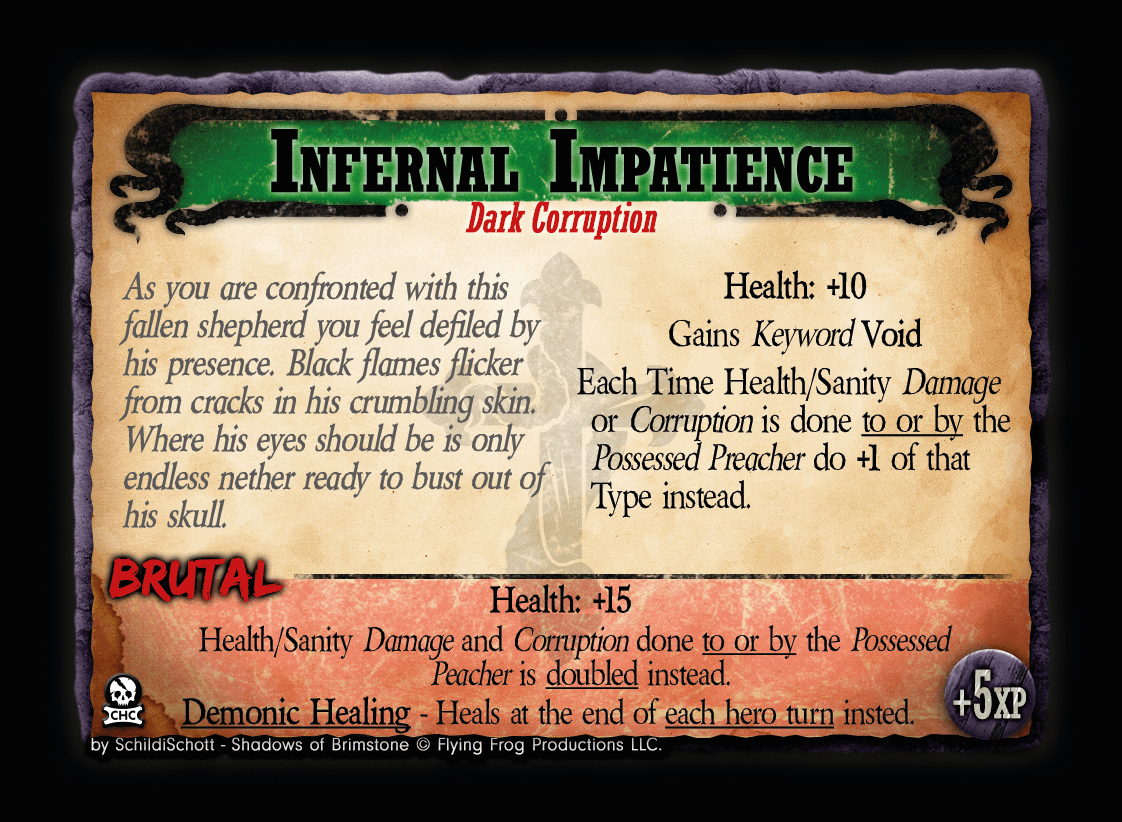 INFERNAL IMPATIENCE
Dark Corruption
As you are confronted with this
fallen shepherd you feel defiled by
his presence. Black flames flicker
from cracks in his crumbling skin.
Where his eyes should be is only
endless nether ready to bust out of
his skull.
Health: +10
Gains Keyword Void
Each Time Health/Sanity Damage
or Corruption is done to or by the
Possessed Preacher do +1 of that
Type instead.
BRUTAL
Health: +15
Health/Sanity Damage and Corruption done to or by the Possessed
Peacher is doubled instead.
Demonic Healing - Heals at the end of each hero turn insted.
CHC
+5XP
by SchildiSchott - Shadows of Brimstone © Flying Frog Productions LLC.